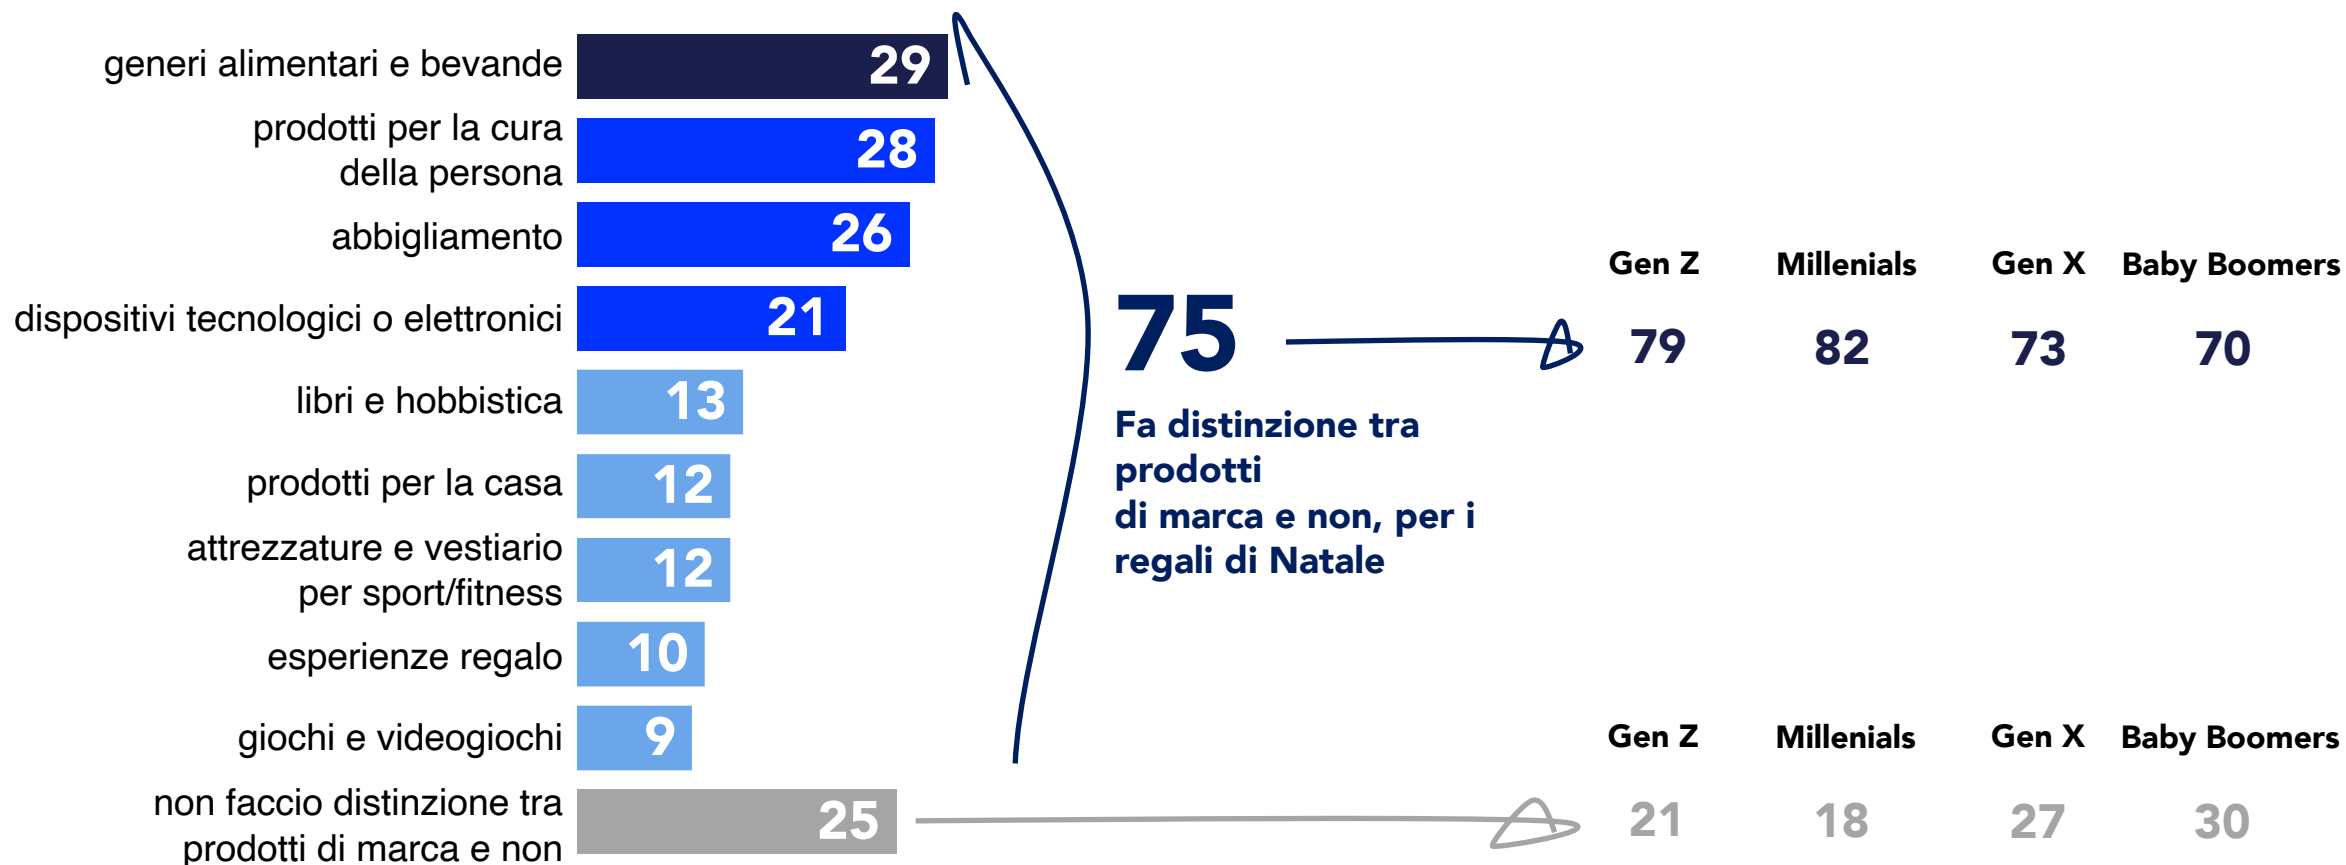 generi alimentari e bevande 29
prodotti per la cura
della persona 28
abbigliamento 26
dispositivi tecnologici o elettronici 21
libri e hobbistica 13
prodotti per la casa 12
attrezzature e vestiario
per sport/fitness 12
esperienze regalo 10
giochi e videogiochi 9
non faccio distinzione tra
prodotti di marca e non 25
75
Fa distinzione tra
prodotti
di marca e non, per i
regali di Natale
Gen Z Millenials Gen X Baby Boomers
79 82 73 70
Gen Z Millenials Gen X Baby Boomers
21 18 27 30